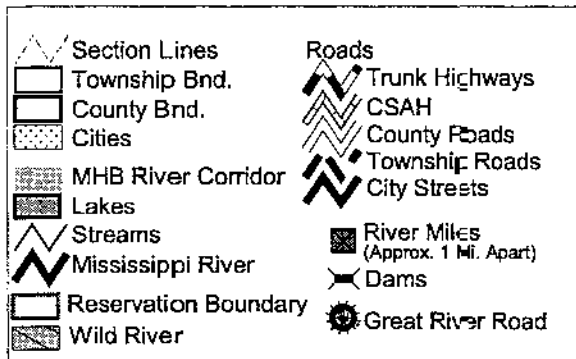 Section Lines
Township Bnd.
County Bnd.
Cities
MHB River Corridor
Lakes
Streams
Mississippi River
Reservation Boundary
Wild River
Roads
Trunk Highways
CSAH
County Roads
Township Roads
City Streets
River Miles
(Approx. 1 Mi. Apart)
Dams
Great River Road